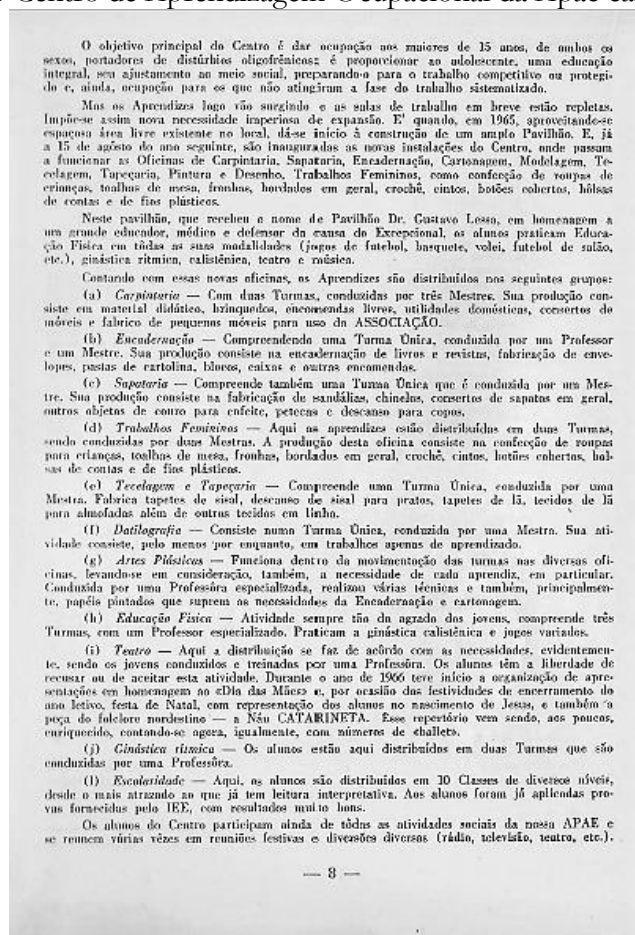 Centro de Aprendizagem Ocupacional da Apae
O objetivo principal do Centro é dar ocupação aos maiores de 15 anos, de ambos os
sexos, portadores de distúrbios oligofrênicos; é proporcionar ao adolescente, uma educação
integral, seu ajustamento ao meio social, preparando-o para o trabalho competitivo ou protegi-
do e, ainda, ocupação para os que não atingiram a fase do trabalho sistematizado.
Mas os Aprendizes logo vão surgindo e as salas de trabalho em breve estão repletas.
Impõe-se assim nova necessidade imperiosa de expansão. E' quando, em 1965, aproveitando-se
espaçosa área livre existente no local, dá-se início à construção de um amplo Pavilhão. E, já
a 15 de agôsto do ano seguinte, são inauguradas as novas instalações do Centro, onde passam
a funcionar as Oficinas de Carpintaria, Sapataria, Encadernação, Cartonagem, Modelagem, Te-
celagem, Tapeçaria, Pintura e Desenho, Trabalhos Femininos, como confecção de roupas de
crianças, toalhas de mesa, fronhas, bordados em geral, crochê, cintos, botões cobertos, bôlsas
de contas e de fios plásticos.
Neste pavilhão, que recebeu o nome de Pavilhão Dr. Gustavo Lessa, em homenagem a
um grande educador, médico e defensor da causa do Excepcional, os alunos praticam Educa-
ção Física em tôdas as suas modalidades (jogos de futebol, basquete, volei, futebol de salão,
etc.), ginástica rítmica, calistênica, teatro e música.
Contando com essas novas oficinas, os Aprendizes são distribuídos nos seguintes grupos:
(a) Carpintaria — Com duas Turmas, conduzidas por três Mestres. Sua produção con-
siste em material didático, brinquedos, encomendas livres, utilidades domésticas, consertos de
móveis e fabrico de pequenos móveis para uso da ASSOCIAÇÃO.
(b) Encadernação — Compreendendo uma Turma Única, conduzida por um Professor
e um Mestre. Sua produção consiste na encadernação de livros e revistas, fabricação de enve-
lopes, pastas de cartolina, blocos, caixas e outras encomendas.
(c) Sapataria — Compreende também uma Turma Única que é conduzida por um Mes-
tre. Sua produção consiste na fabricação de sandálias, chinelos, consertos de sapatos em geral,
outros objetos de couro para enfeite, petecas e descanso para copos.
(d) Trabalhos Femininos — Aqui as aprendizes estão distribuídas em duas Turmas,
sendo conduzidas por duas Mestras. A produção desta oficina consiste na confecção de roupas
para crianças, toalhas de mesa, fronhas, bordados em geral, crochê, cintos, botões cobertos, bol-
sas de contas e de fios plásticos.
(e) Tecelagem e Tapeçaria — Compreende uma Turma Única, conduzida por uma
Mestra. Fabrica tapetes de sisal, descanso de sisal para pratos, tapetes de lã, tecidos de lã
para almofadas além de outros tecidos em linha.
(f) Datilografia — Consiste numa Turma Única, conduzida por uma Mestra. Sua ati-
vidade consiste, pelo menos por enquanto, em trabalhos apenas de aprendizado.
(g) Artes Plásticas — Funciona dentro da movimentação das turmas nas diversas ofi-
cinas, levando-se em consideração, também, a necessidade de cada aprendiz, em particular.
Conduzida por uma Professôra especializada, realizou várias técnicas e também, principalmen-
te, papéis pintados que suprem as necessidades da Encadernação e cartonagem.
(h) Educação Física — Atividade sempre tão do agrado dos jovens, compreende três
Turmas, com um Professor especializado. Praticam a ginástica calistênica e jogos variados.
(i) Teatro — Aqui a distribuição se faz de acôrdo com as necessidades, evidentemen-
te, sendo os jovens conduzidos e treinados por uma Professôra. Os alunos têm a liberdade de
recusar ou de aceitar esta atividade. Durante o ano de 1966 teve início a organização de apre-
sentações em homenagem ao «Dia das Mães» e, por ocasião das festividades de encerramento do
ano letivo, festa de Natal, com representação dos alunos no nascimento de Jesus, e também a
peça do folclore nordestino — a Náu CATARINETA. Êsse repertório vem sendo, aos poucos,
enriquecido, contando-se agora, igualmente, com números de «ballet».
(j) Ginástica rítmica — Os alunos estão aqui distribuídos em duas Turmas que são
conduzidas por uma Professôra.
(l) Escolaridade — Aqui, os alunos são distribuídos em 10 Classes de diversos níveis,
desde o mais atrazado ao que já tem leitura interpretativa. Aos alunos foram já aplicadas pro-
vas fornecidas pelo IEE, com resultados muito bons.
Os alunos do Centro participam ainda de tôdas as atividades sociais da nossa APAE e
se reunem várias vêzes em reuniões festivas e diversões diversas (rádio, televisão, teatro, etc.).
— 8 —